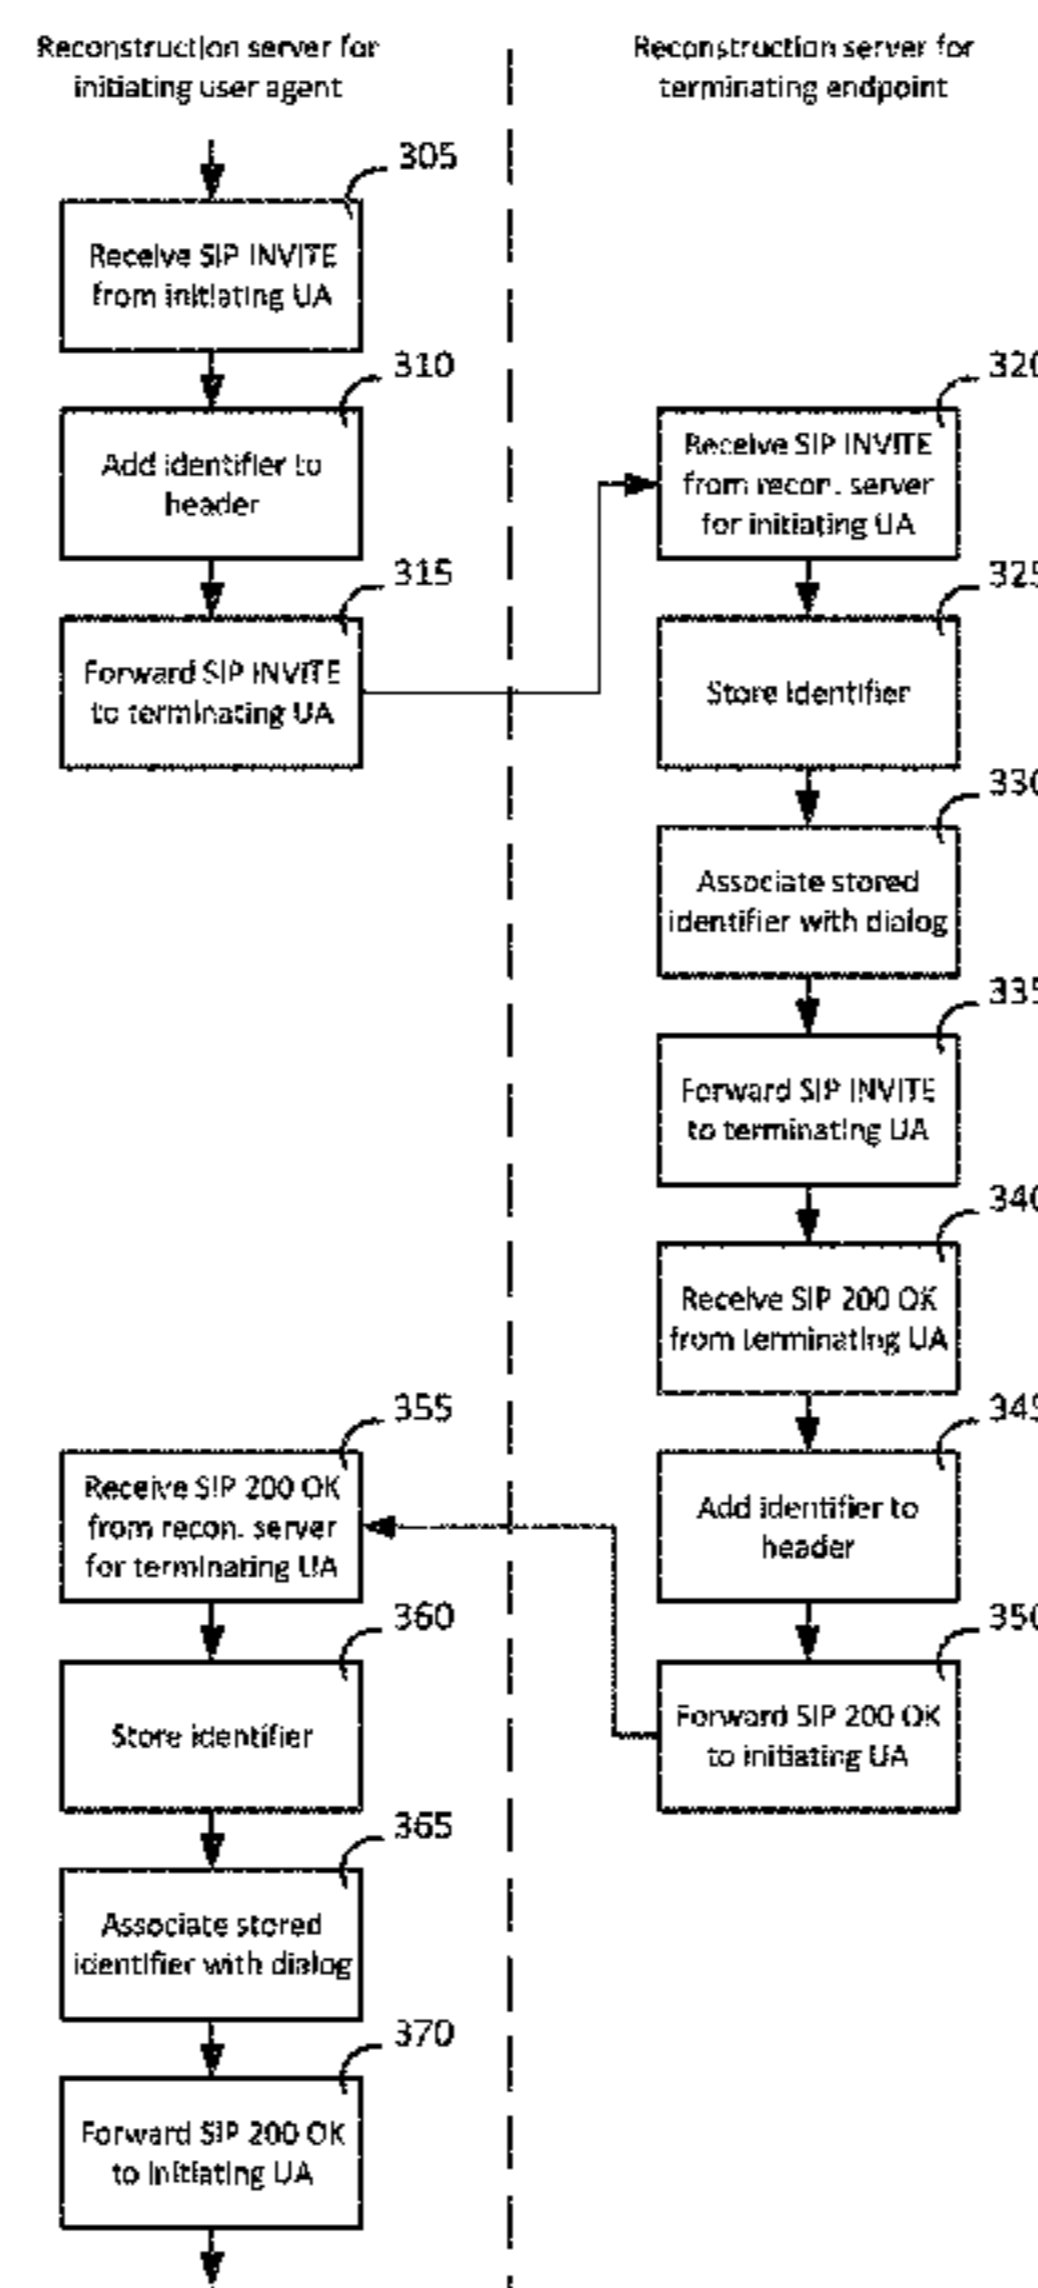 Reconstruction server for
initiating user agent
305
Receive SIP INVITE
from initiating UA
310
Add identifier to
header
315
Forward SIP INVITE
to terminating UA
355
Receive SIP 200 OK
from recon. server
for terminating UA
360
Store identifier
365
Associate stored
identifier with dialog
370
Forward SIP 200 OK
to initiating UA
Reconstruction server for
terminating endpoint
320
Receive SIP INVITE
from recon. server
for initiating UA
325
Store identifier
330
Associate stored
identifier with dialog
335
Forward SIP INVITE
to terminating UA
340
Receive SIP 200 OK
from terminating UA
345
Add identifier to
header
350
Forward SIP 200 OK
to initiating UA